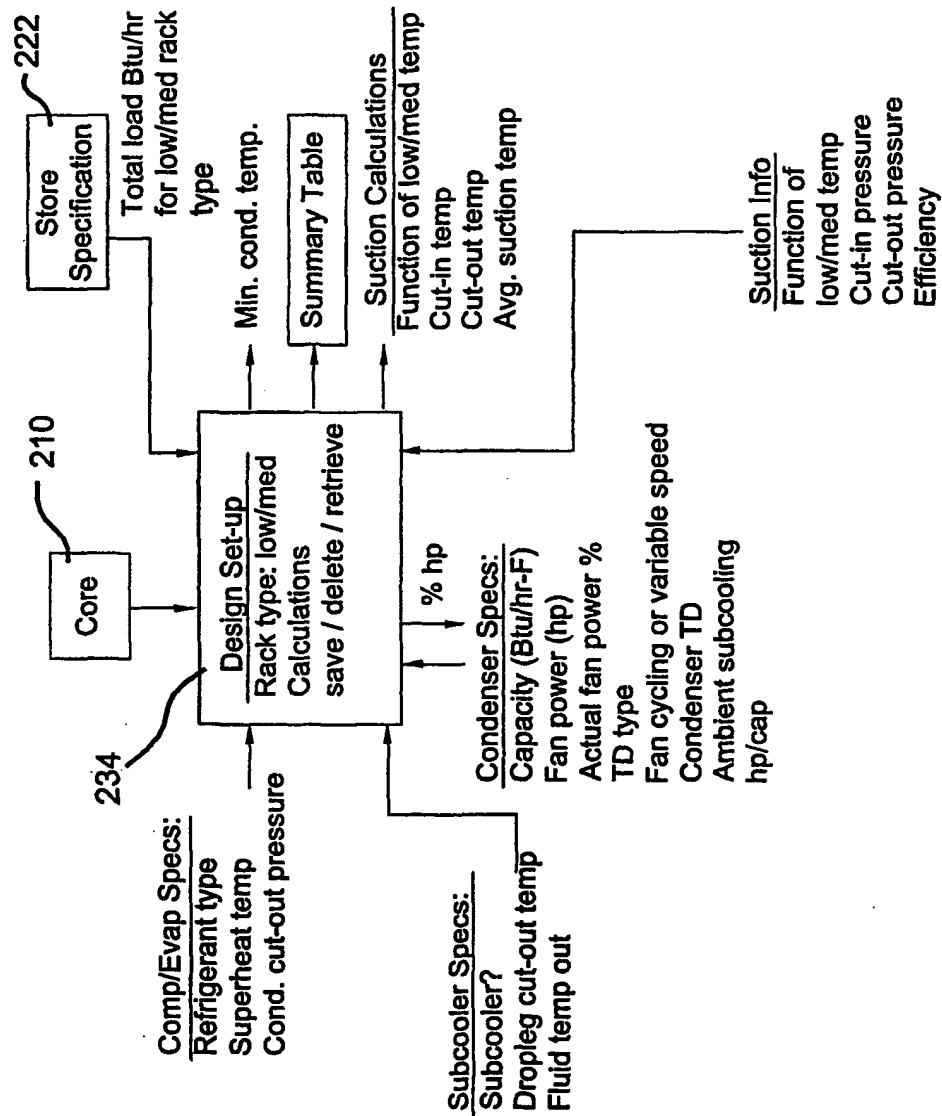 222
Store
Specification
Total load Btu/hr
for low/med rack
type
210
Core
234
Design Set-up
Rack type: low/med
Calculations
save / delete / retrieve
Min. cond. temp.
Summary Table
Suction Calculations
Function of low/med temp
Cut-in temp
Cut-out temp
Avg. suction temp
Comp/Evap Specs:
Refrigerant type
Superheat temp
Cond. cut-out pressure
% hp
Condenser Specs:
Capacity (Btu/hr-F)
Fan power (hp)
Actual fan power %
TD type
Fan cycling or variable speed
Condenser TD
Ambient subcooling
hp/cap
Subcooler Specs:
Subcooler?
Dropleg cut-out temp
Fluid temp out
Suction Info
Function of
low/med temp
Cut-in pressure
Cut-out pressure
Efficiency